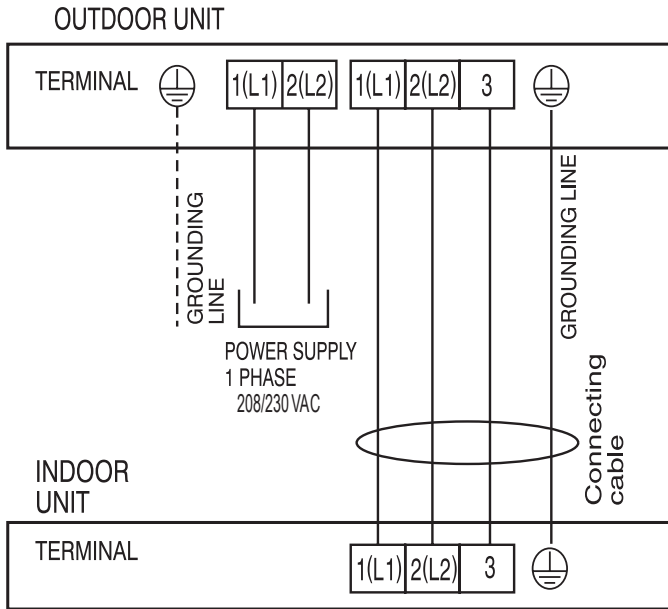 OUTDOOR UNIT
TERMINAL
1(L1) 2(L2) 1(L1) 2(L2) 3
GROUNDING
LINE
GROUNDING LINE
POWER SUPPLY
1 PHASE
208/230 VAC
Connecting
cable
INDOOR
UNIT
TERMINAL
1(L1) 2(L2) 3